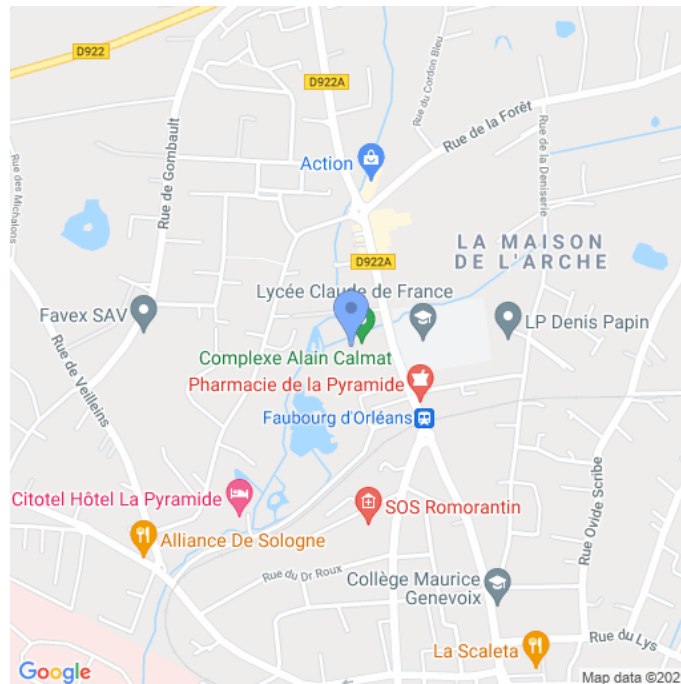 D922
Rue du Cordon Bleu
D922A
Rue de la Forêt
Action
Rue de Gombault
Rue de la Deniserie
Rue des Michalons
LA MAISON
DE L'ARCHE
D922A
Lycée Claude de France
Favex SAV
LP Denis Papin
Complexe Alain Calmat
Rue de Veilleins
Pharmacie de la Pyramide
Faubourg d'Orléans
Citotel Hôtel La Pyramide
SOS Romorantin
Rue Ovide Scribe
Alliance De Sologne
Rue du Dr Roux
Collège Maurice
Genevoix
La Scaleta
Rue du Lys
Google
Map data ©202